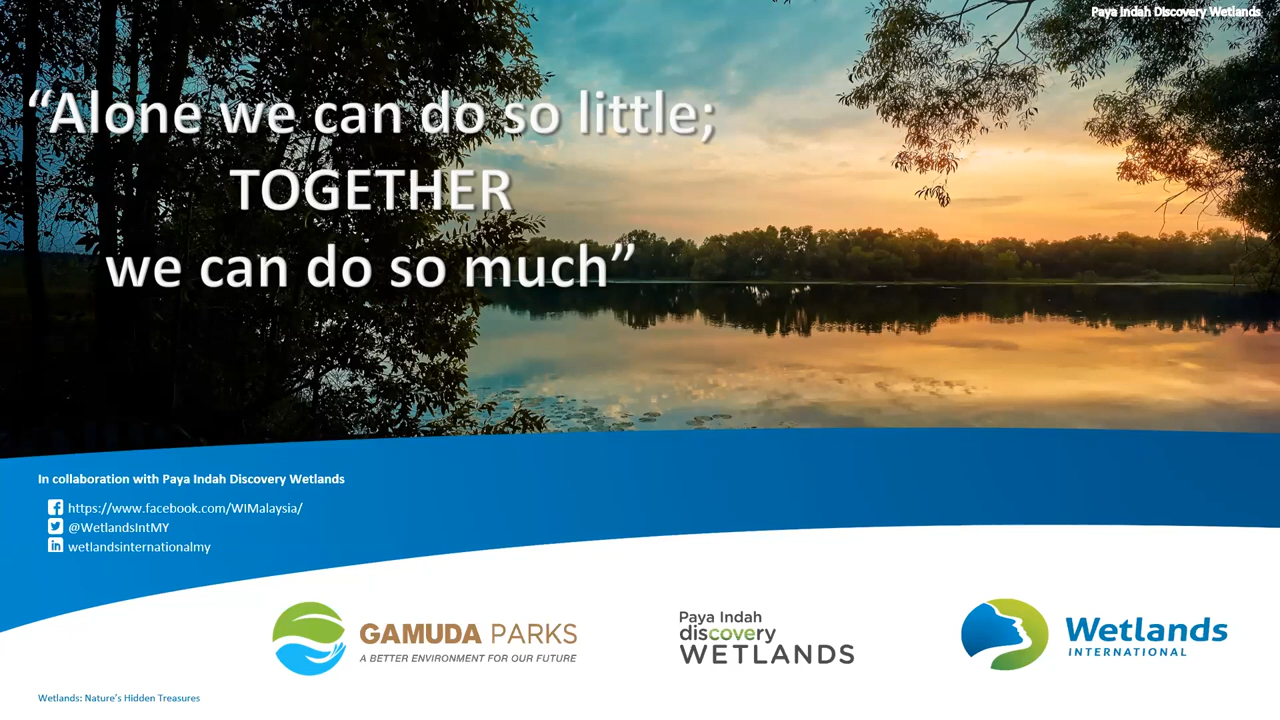 Paya Indah Discovery Wetlands
“Alone we can do so little;
TOGETHER
we can do so much”
In collaboration with Paya Indah Discovery Wetlands
https://www.facebook.com/WIMalaysia/
@WetlandsIntMY
wetlandsinternationalmy
GAMUDA PARKS
A BETTER ENVIRONMENT FOR OUR FUTURE
Paya Indah
discovery
WETLANDS
Wetlands
INTERNATIONAL
Wetlands: Nature’s Hidden Treasures